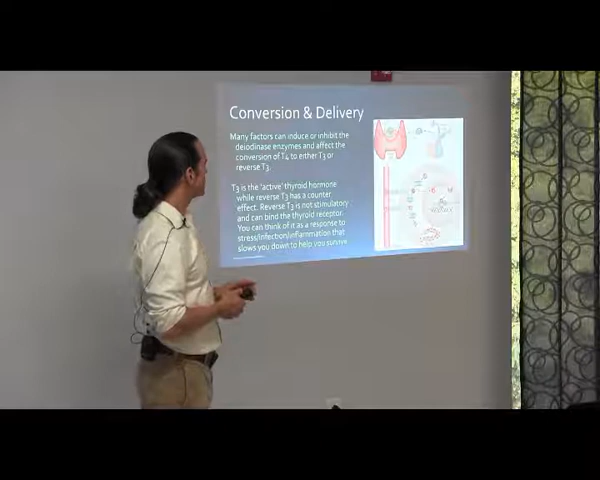 Conversion & Delivery
Many factors can induce or inhibit the
deiodinase enzymes and affect the
conversion of T4 to either T3 or
reverse T3.
T3 is the 'active' thyroid hormone
while reverse T3 has a counter
effect. Reverse T3 is not stimulatory
and can bind the thyroid receptor.
You can think of it as a response to
stress/infection/inflammation that
slows you down to help you survive